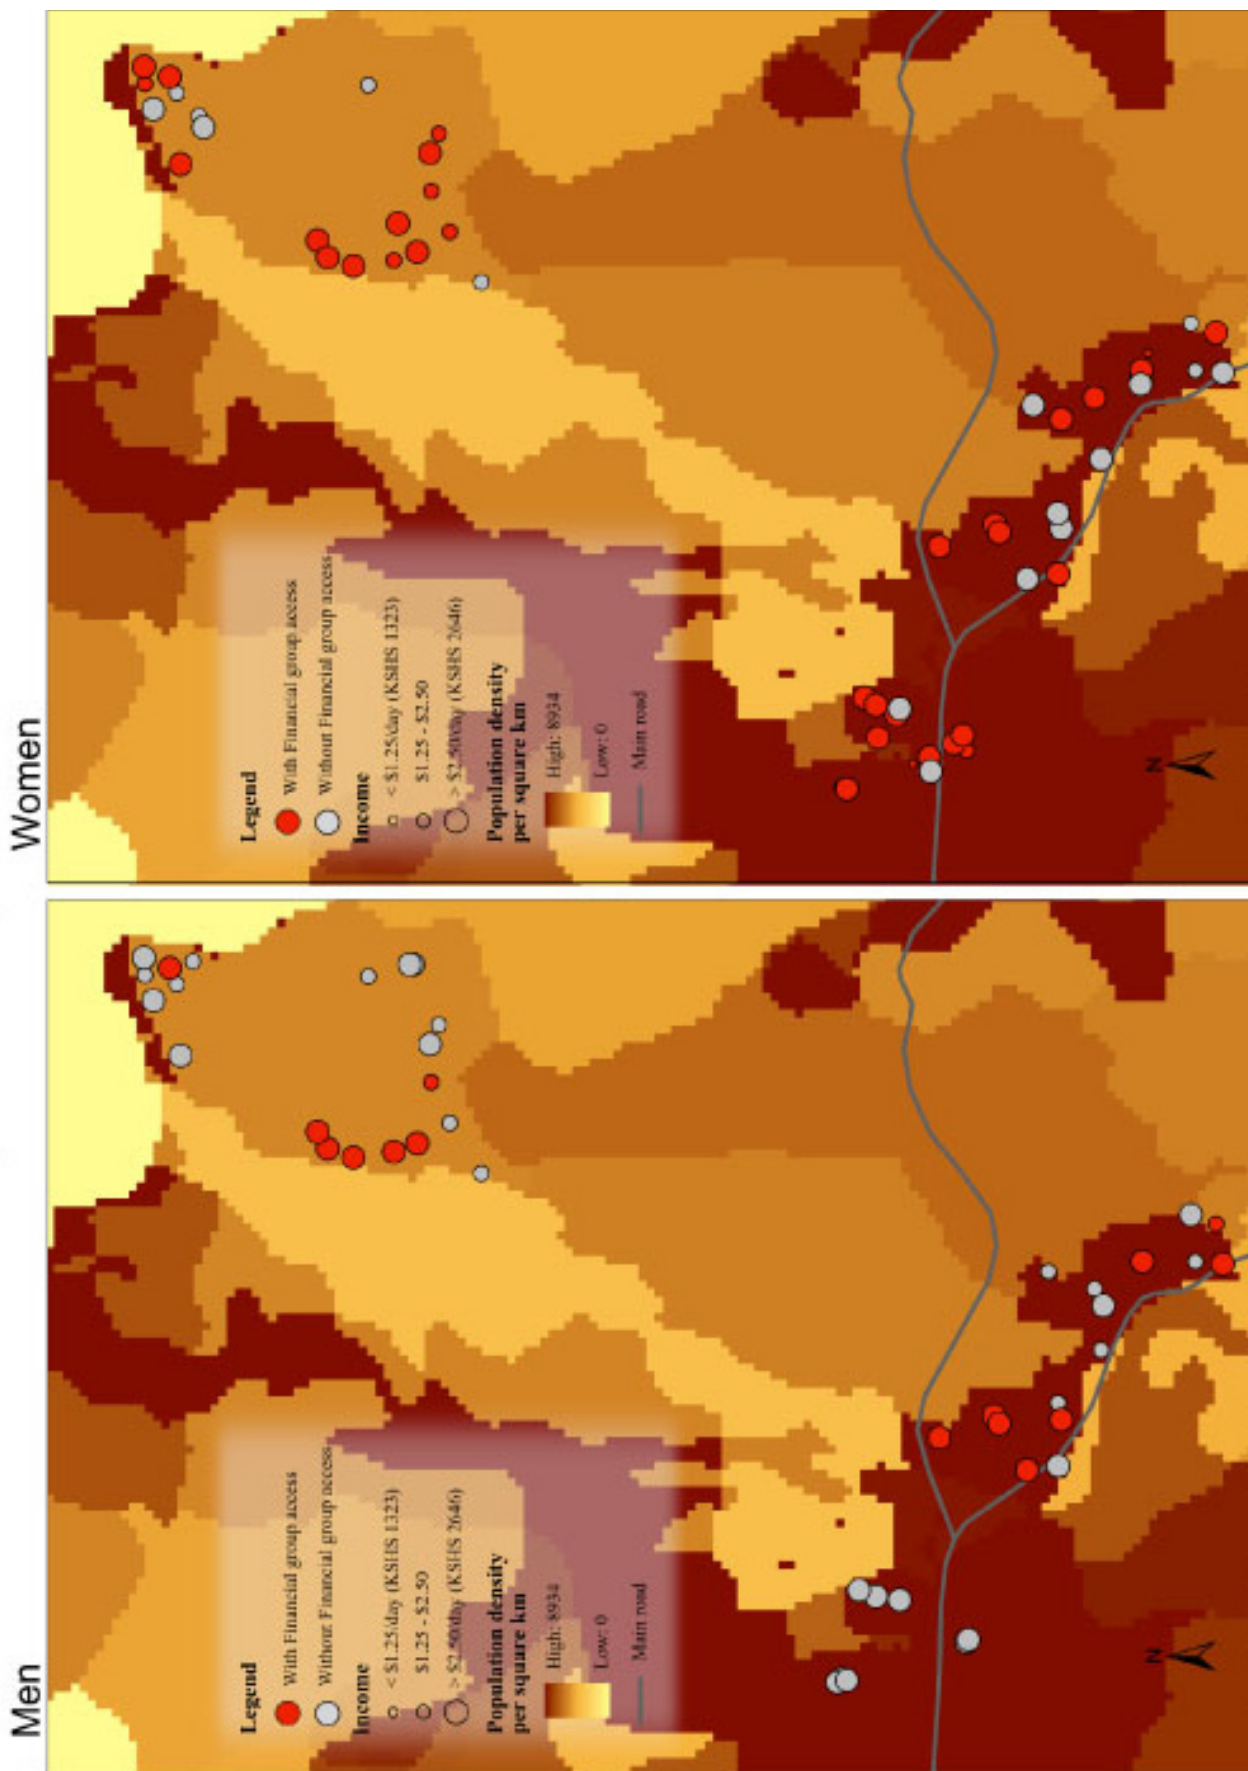 Women
Legend
With Financial group access
Without Financial group access
Income
< $1.25/day (KSHS 1323)
$1.25 - $2.50
> $2.50/day (KSHS 2646)
Population density
per square km
High: 8934
Low: 0
Main road
N
Men
Legend
With Financial group access
Without Financial group access
Income
< $1.25/day (KSHS 1323)
$1.25 - $2.50
> $2.50/day (KSHS 2646)
Population density
per square km
High: 8934
Low: 0
Main road
N